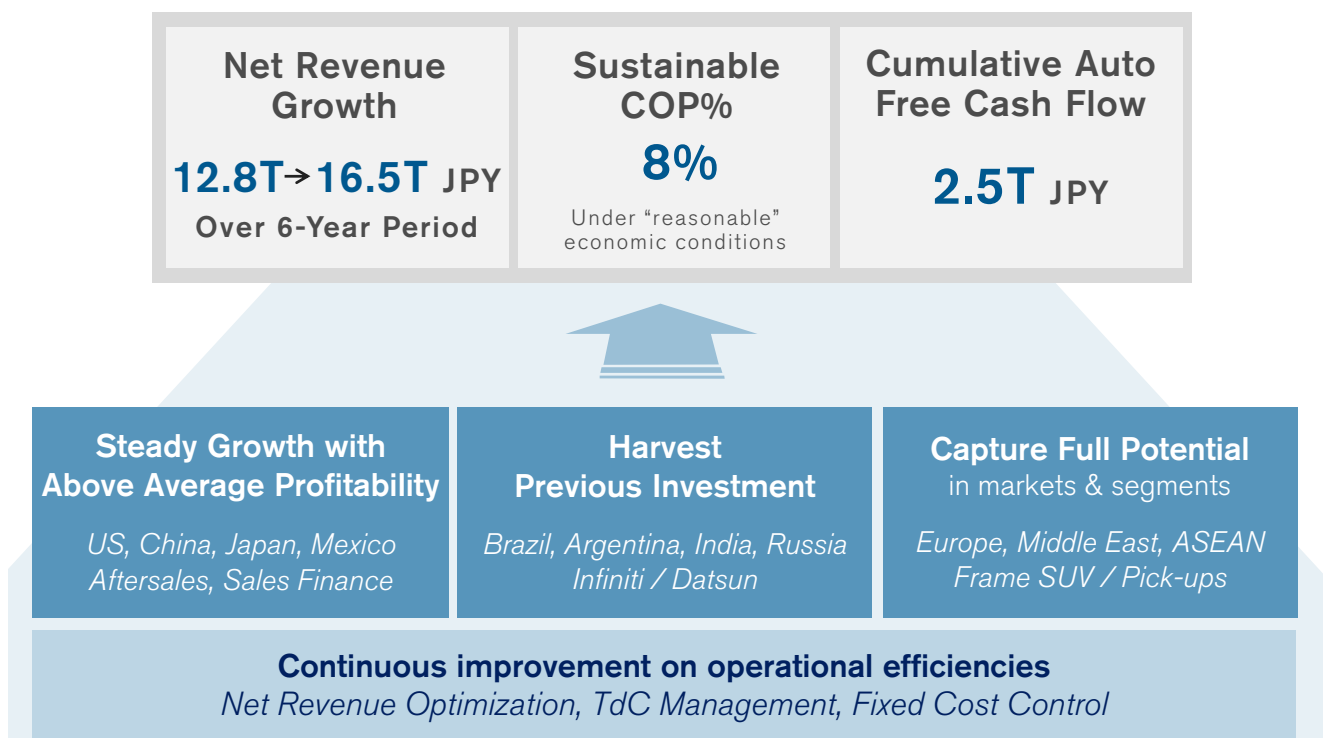 Net Revenue
Growth
12.8T→16.5T JPY
Over 6-Year Period
Sustainable
COP%
8%
Under “reasonable”
economic conditions
Cumulative Auto
Free Cash Flow
2.5T JPY
Steady Growth with
Above Average Profitability
US, China, Japan, Mexico
Aftersales, Sales Finance
Harvest
Previous Investment
Brazil, Argentina, India, Russia
Infiniti / Datsun
Capture Full Potential
in markets & segments
Europe, Middle East, ASEAN
Frame SUV / Pick-ups
Continuous improvement on operational efficiencies
Net Revenue Optimization, TdC Management, Fixed Cost Control